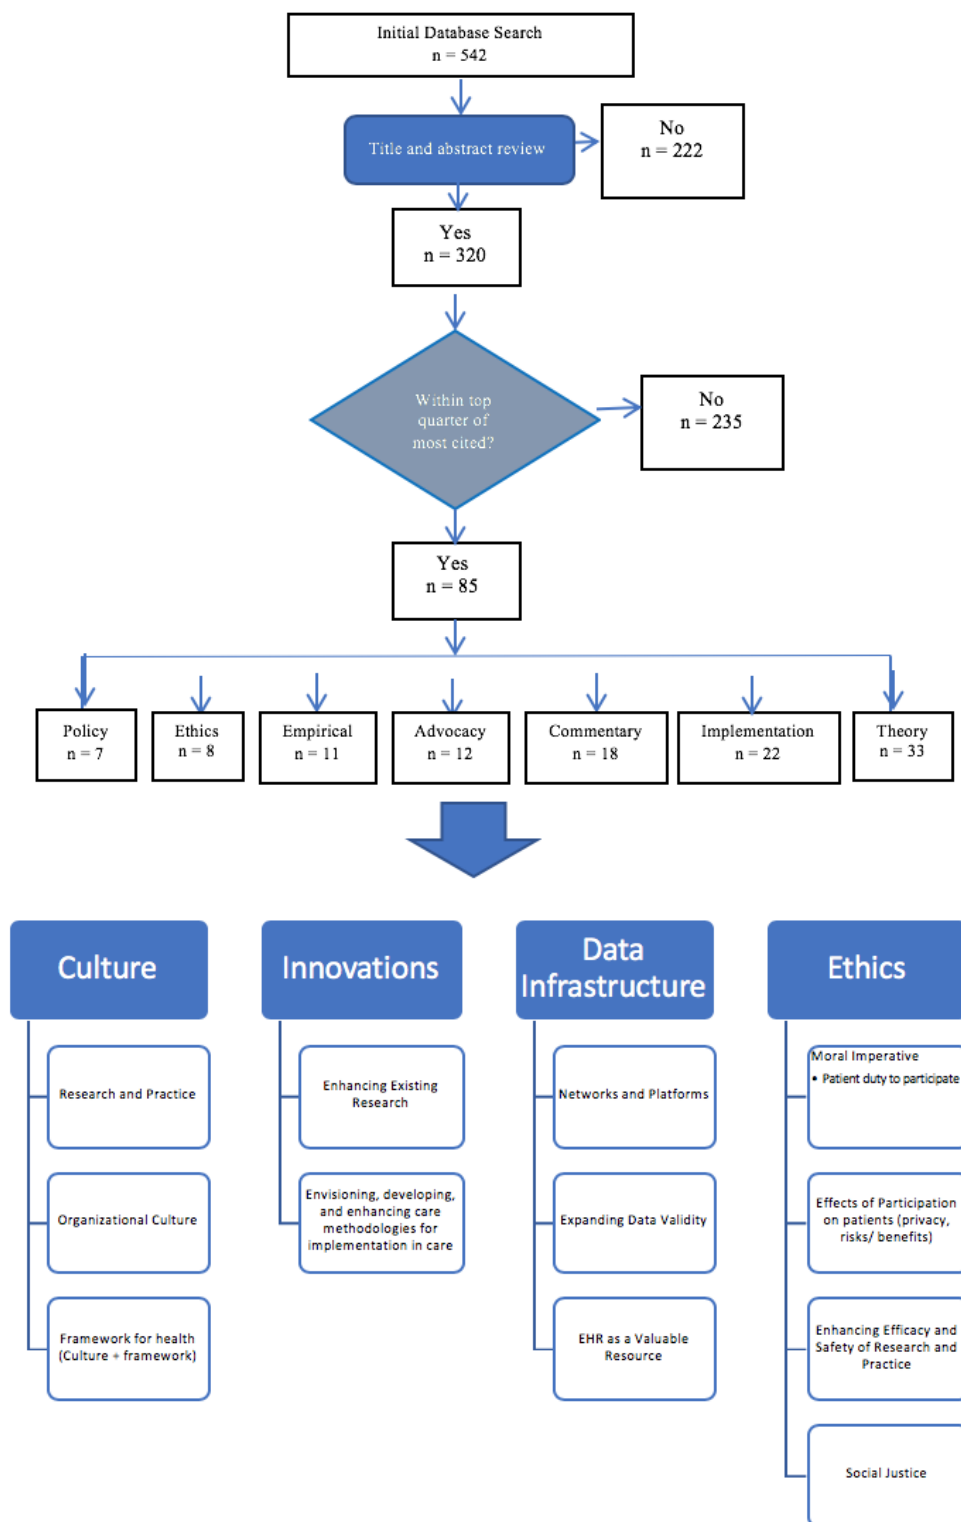 Initial Database Search
n = 542
Title and abstract review
No
n = 222
Yes
n = 320
Within top
quarter of
most cited?
No
n = 235
Yes
n = 85
Policy
n = 7
Ethics
n = 8
Empirical
n = 11
Advocacy
n = 12
Commentary
n = 18
Implementation
n = 22
Theory
n = 33
Culture
Research and Practice
Organizational Culture
Framework for health
(Culture + framework)
Innovations
Enhancing Existing
Research
Envisioning, developing,
and enhancing care
methodologies for
implementation in care
Data
Infrastructure
Networks and Platforms
Expanding Data Validity
EHR as a Valuable
Resource
Ethics
Moral Imperative
• Patient duty to participate
Effects of Participation
on patients (privacy,
risks/ benefits)
Enhancing Efficacy and
Safety of Research and
Practice
Social Justice